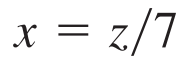 x = z/7